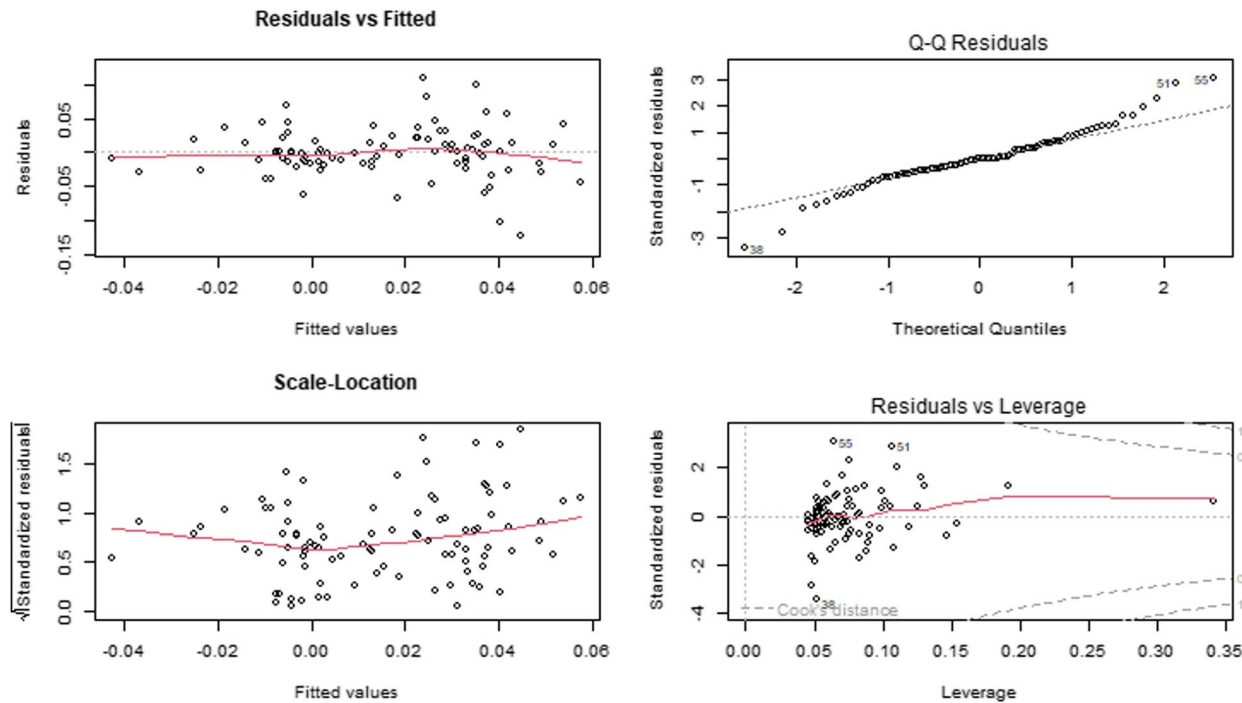 Residuals vs Fitted
Residuals
0.05
-0.05
-0.15
-0.04 -0.02 0.00 0.02 0.04 0.06
Fitted values
Q-Q Residuals
Standardized residuals
3
2
1
-1
-3
51
55
38
-2 -1 0 1 2
Theoretical Quantiles
Scale-Location
√|Standardized residuals|
1.5
1.0
0.5
0.0
-0.04 -0.02 0.00 0.02 0.04 0.06
Fitted values
Residuals vs Leverage
Standardized residuals
2
0
-2
-4
55
51
38
Cook's distance
0.00 0.05 0.10 0.15 0.20 0.25 0.30 0.35
Leverage